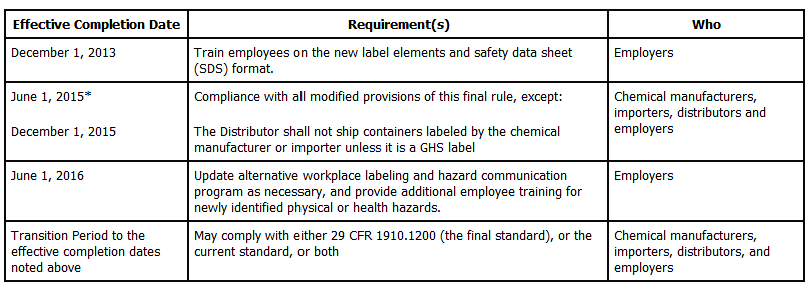 Effective Completion Date
Requirement(s)
Who
December 1, 2013
Train employees on the new label elements and safety data sheet
(SDS) format.
Employers
June 1, 2015*
Compliance with all modified provisions of this final rule, except:
December 1, 2015
The Distributor shall not ship containers labeled by the chemical
manufacturer or importer unless it is a GHS label
Chemical manufacturers,
importers, distributors and
employers
June 1, 2016
Update alternative workplace labeling and hazard communication
program as necessary, and provide additional employee training for
newly identified physical or health hazards.
Employers
Transition Period to the
effective completion dates
noted above
May comply with either 29 CFR 1910.1200 (the final standard), or the
current standard, or both
Chemical manufacturers,
importers, distributors, and
employers